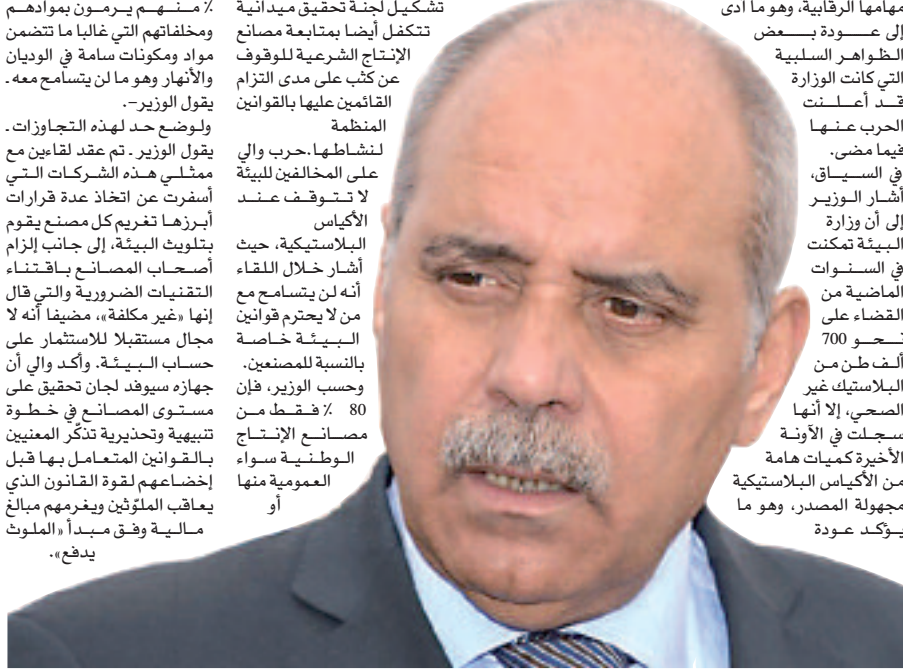 مهامها الرقابية، وهو ما أدى
إلى عودة بعض
الظواهر السلبية
التي كانت الوزارة
قد أعلنت
الحرب عنها
فيما مضى.
في السياق،
أشار الوزير
إلى أن وزارة
البيئة تمكنت
في السنوات
الماضية من
القضاء على
نحو 700
ألف طن من
البلاستيك غير
الصحي، إلا أنها
سجلت في الآونة
الأخيرة كميات هامة
من الأكياس البلاستيكية
مجهولة المصدر، وهو ما
يؤكد عودة
تشكيل لجنة تحقيق ميدانية
تتكفل أيضا بمتابعة مصانع
الإنتاج الشرعية للوقوف
عن كثب على مدى التزام
القائمين عليها بالقوانين
المنظمة
لنشاطها.حرب والي
على المخالفين للبيئة
لا تتوقف عند
الأكياس
البلاستيكية، حيث
أشار خلال اللقاء
أنه لن يتسامح مع
من لا يحترم قوانين
البيئة خاصة
بالنسبة للمصنعين.
وحسب الوزير، فإن
80 ٪ فقط من
مصانع الإنتاج
الوطنية سواء
العمومية منها
أو
٪ منهم يرمون بموادهم
ومخلفاتهم التي غالبا ما تتضمن
مواد ومكونات سامة في الوديان
والأنهار وهو ما لن يتسامح معه ـ
يقول الوزير–.
ولوضع حد لهذه التجاوزات ـ
يقول الوزير ـ تم عقد لقاءين مع
ممثلي هذه الشركات التي
أسفرت عن اتخاذ عدة قرارات
أبرزها تغريم كل مصنع يقوم
بتلويث البيئة، إلى جانب إلزام
أصحاب المصانع باقتناء
التقنيات الضرورية والتي قال
إنها «غير مكلفة»، مضيفا أنه لا
مجال مستقبلا للاستثمار على
حساب البيئة. وأكد والي أن
جهازه سيوفد لجان تحقيق على
مستوى المصانع في خطوة
تنبيهية وتحذيرية تذكّر المعنيين
بالقوانين المتعامل بها قبل
إخضاعهم لقوة القانون الذي
يعاقب الملوّثين ويغرمهم مبالغ
مالية وفق مبدأ «الملوث
يدفع».